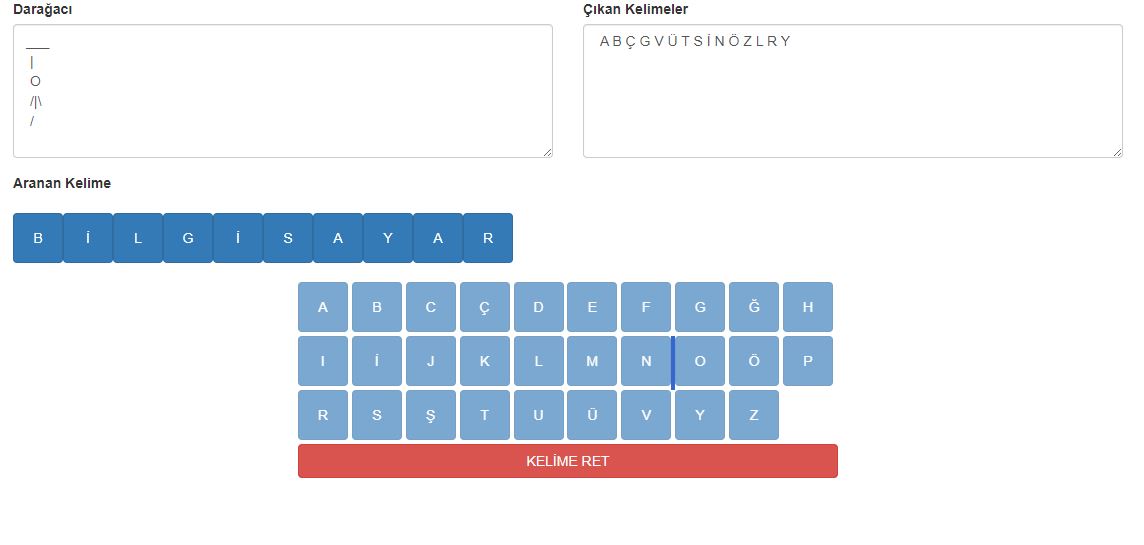 Darağacı
___
|
O
/|\
/
Çıkan Kelimeler
A B Ç G V Ü T S İ N Ö Z L R Y
Aranan Kelime
B İ L G İ S A Y A R
A B C Ç D E F G Ğ H
I İ J K L M N O Ö P
R S Ş T U Ü V Y Z
KELİME RET